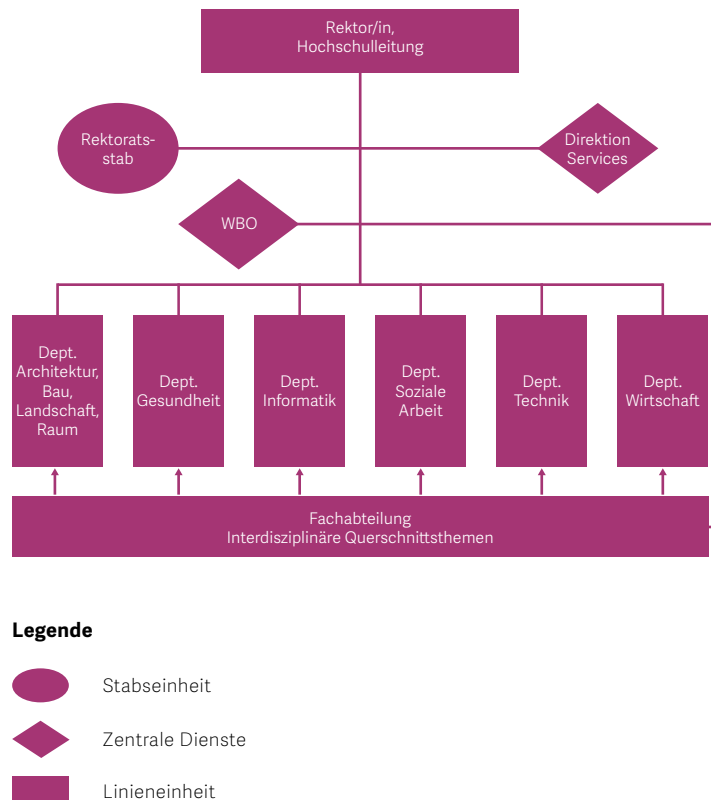 Rektor/in,
Hochschulleitung
Rektorats-
stab
Direktion
Services
WBO
Dept.
Architektur,
Bau,
Landschaft,
Raum
Dept.
Gesundheit
Dept.
Informatik
Dept.
Soziale
Arbeit
Dept.
Technik
Dept.
Wirtschaft
Fachabteilung
Interdisziplinäre Querschnittsthemen
Legende
Stabseinheit
Zentrale Dienste
Linieneinheit